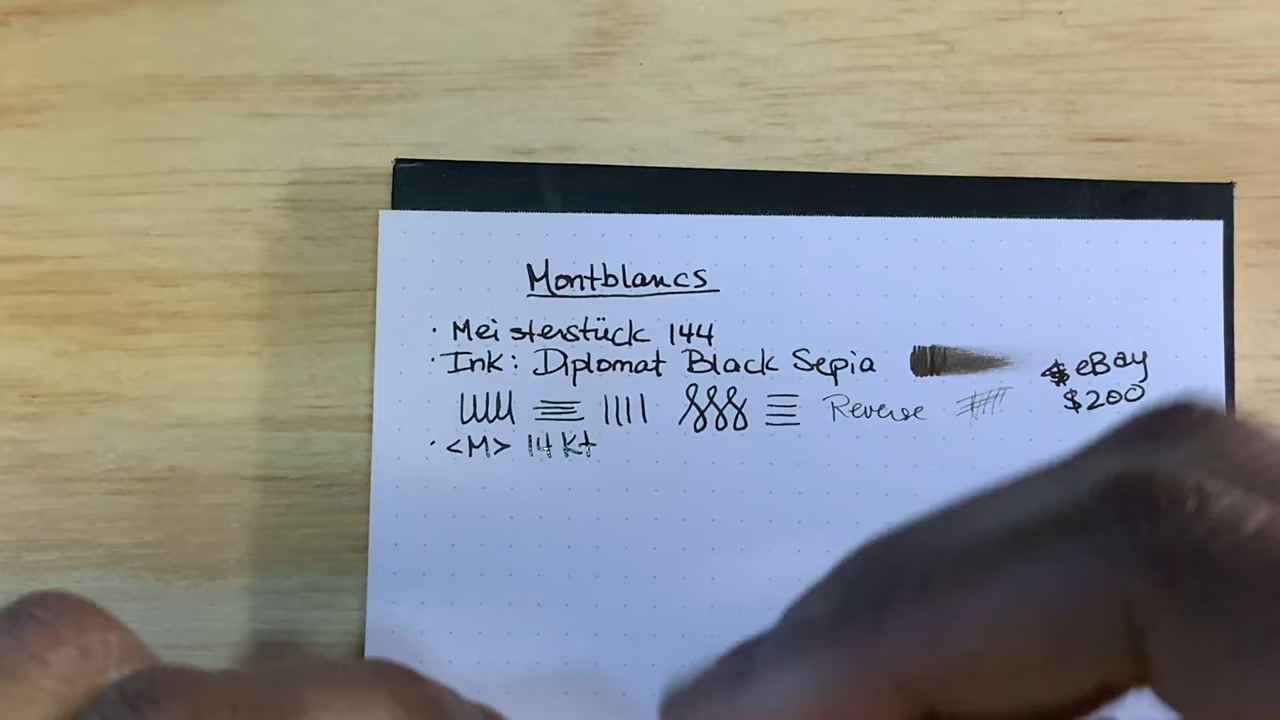 Montblancs
· Meisterstück 144
· Ink: Diplomat Black Sepia
$ eBay
$200
Reverse
· <M> 14 Kt